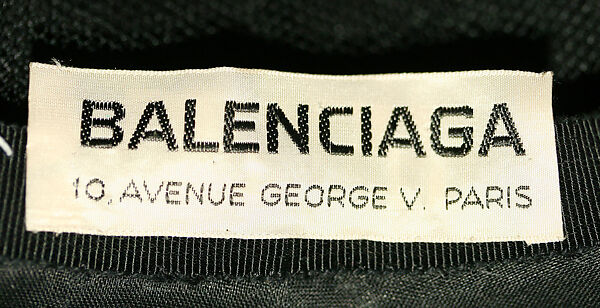 BALENCIAGA
10, AVENUE GEORGE V. PARIS